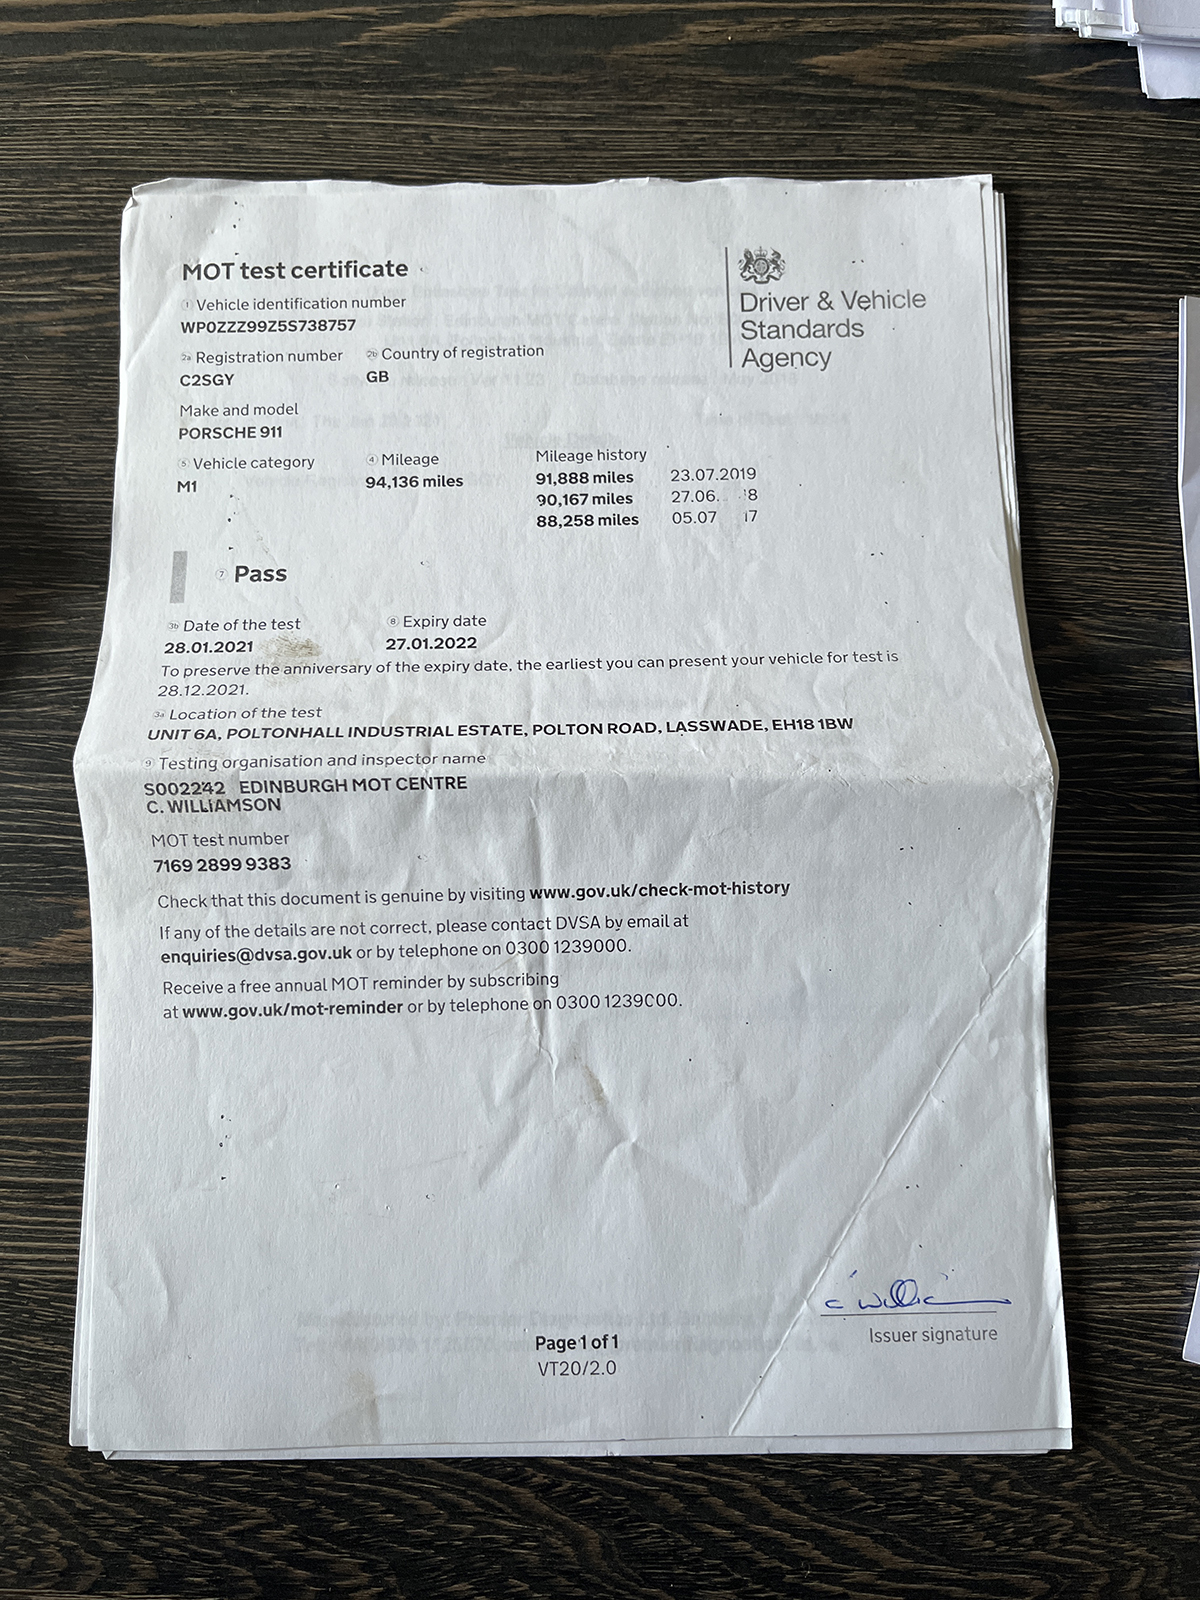 MOT test certificate
1 Vehicle identification number
WP0ZZZ99Z5S738757
2a Registration number 2b Country of registration
C2SGY GB
Make and model
PORSCHE 911
5 Vehicle category 4 Mileage Mileage history
M1 94,136 miles 91,888 miles 23.07.2019
90,167 miles 27.06. 8
88,258 miles 05.07 17
Driver & Vehicle
Standards
Agency
7 Pass
3b Date of the test 8 Expiry date
28.01.2021 27.01.2022
To preserve the anniversary of the expiry date, the earliest you can present your vehicle for test is
28.12.2021.
3a Location of the test
UNIT 6A, POLTONHALL INDUSTRIAL ESTATE, POLTON ROAD, LASSWADE, EH18 1BW
9 Testing organisation and inspector name
S002242 EDINBURGH MOT CENTRE
C. WILLIAMSON
MOT test number
7169 2899 9383
Check that this document is genuine by visiting www.gov.uk/check-mot-history
If any of the details are not correct, please contact DVSA by email at
enquiries@dvsa.gov.uk or by telephone on 0300 1239000.
Receive a free annual MOT reminder by subscribing
at www.gov.uk/mot-reminder or by telephone on 0300 1239000.
Issuer signature
Page 1 of 1
VT20/2.0